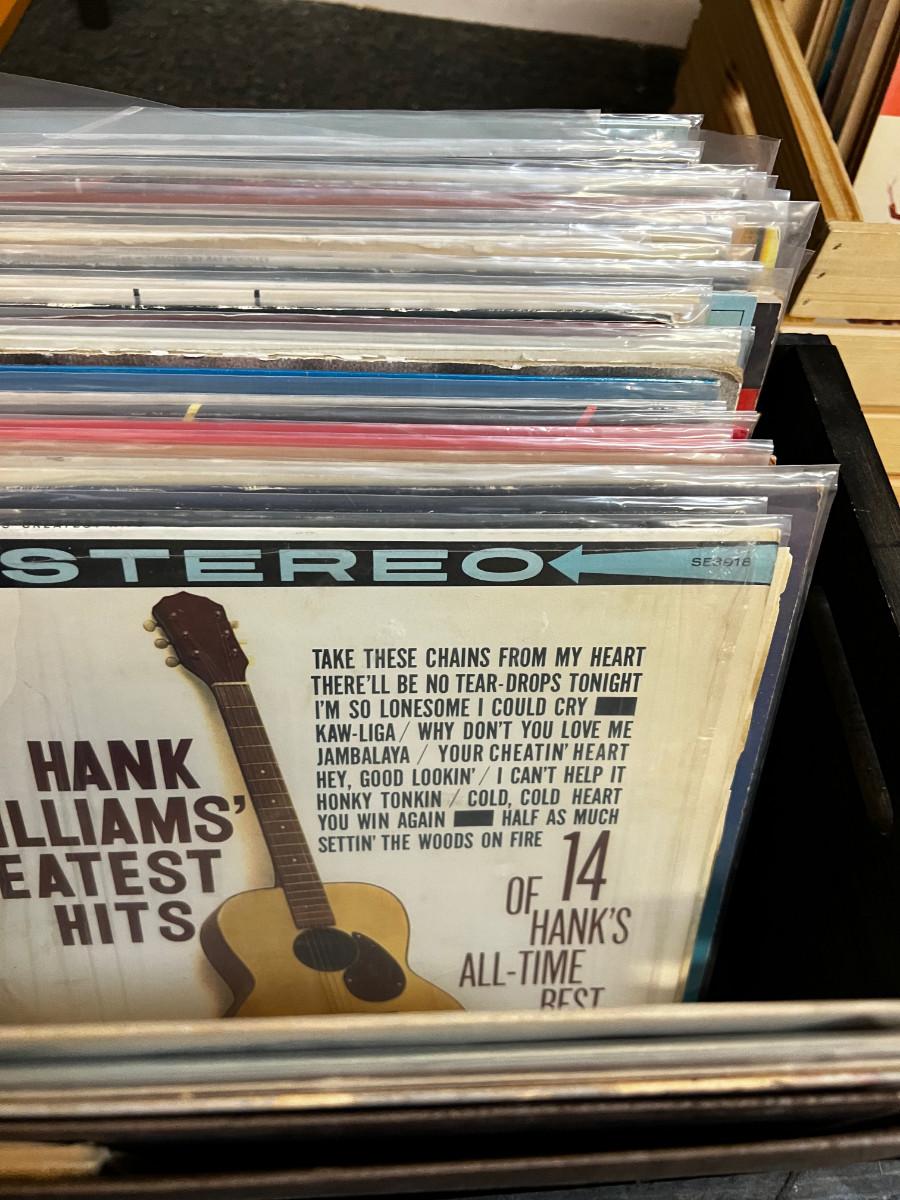 STEREO
SE3918
TAKE THESE CHAINS FROM MY HEART
THERE'LL BE NO TEAR-DROPS TONIGHT
I'M SO LONESOME I COULD CRY
KAW-LIGA / WHY DON'T YOU LOVE ME
JAMBALAYA / YOUR CHEATIN' HEART
HEY, GOOD LOOKIN' / I CAN'T HELP IT
HONKY TONKIN / COLD, COLD HEART
YOU WIN AGAIN HALF AS MUCH
SETTIN' THE WOODS ON FIRE
HANK
ILLIAMS'
EATEST
HITS
14
OF HANK'S
ALL-TIME
BEST